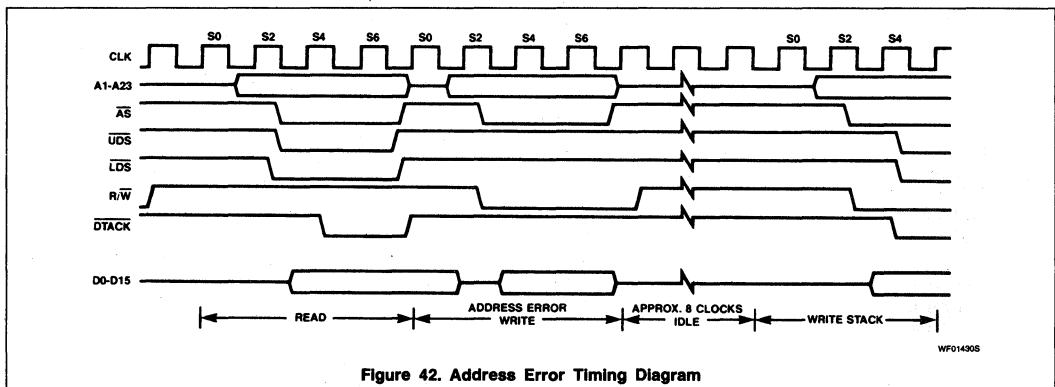 S0 S2 S4 S6 S0 S2 S4 S6 S0 S2 S4
CLK
A1-A23
AS
UDS
LDS
R/W
DTACK
D0-D15
READ
ADDRESS ERROR
WRITE
APPROX. 8 CLOCKS
IDLE
WRITE STACK
WF01430S
Figure 42. Address Error Timing Diagram